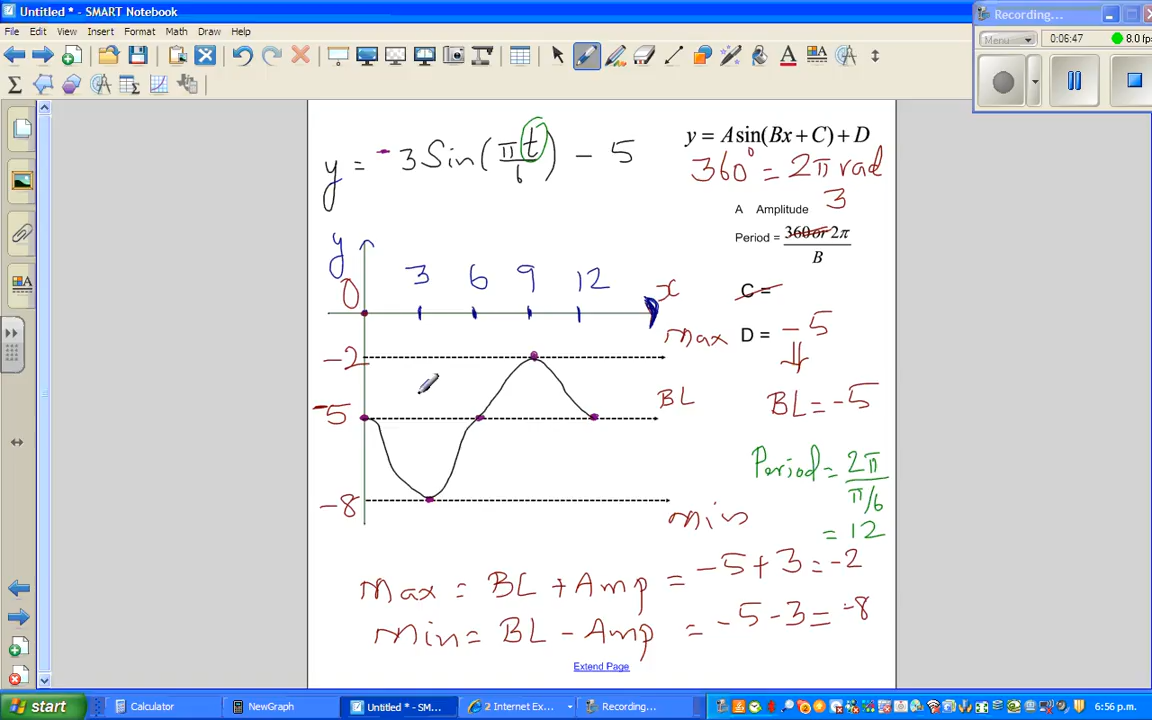 Untitled * - SMART Notebook
Recording...
File Edit View Insert Format Math Draw Help
Menu 0:06:47 8.0 fp
y = -3 Sin(πt/6) - 5
y = A sin(Bx + C) + D
360° = 2π rad
A Amplitude 3
Period = 360 or 2π / B
C =
D = -5
BL = -5
y
0 3 6 9 12 x
-2 max
-5 BL
-8 min
Period = 2π / π/6
= 12
Max = BL + Amp = -5 + 3 = -2
Min = BL - Amp = -5 - 3 = -8
Extend Page
start Calculator NewGraph Untitled * - SMART ... 2 Internet Ex... Recording... 6:56 p.m.